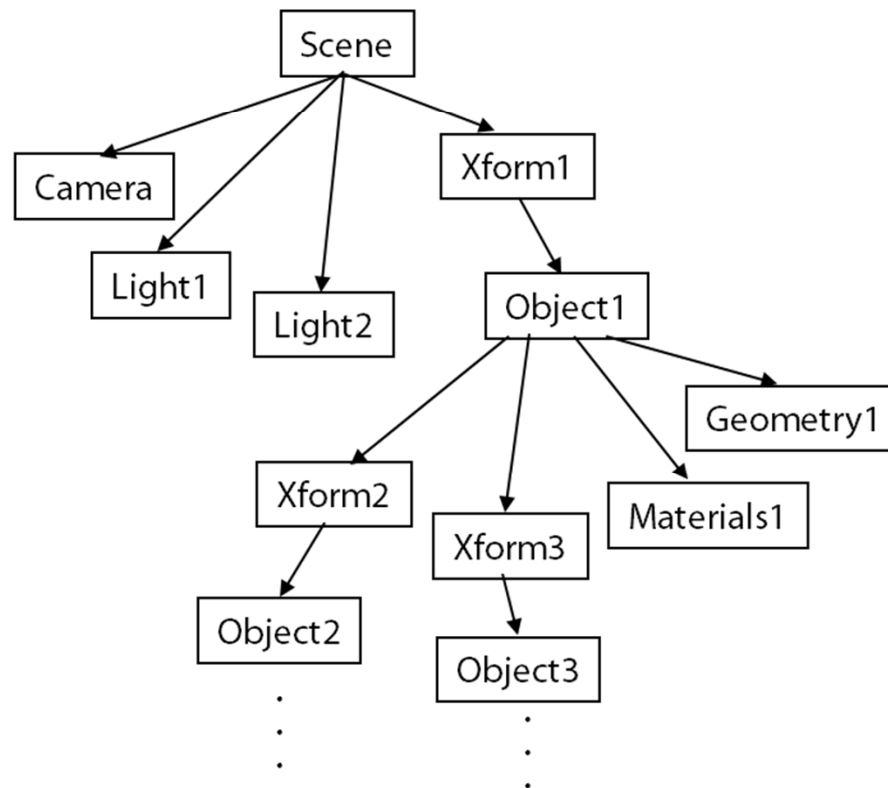 Scene
Xform1
Camera
Light1
Light2
Object1
Geometry1
Xform2
Materials1
Xform3
Object2
Object3